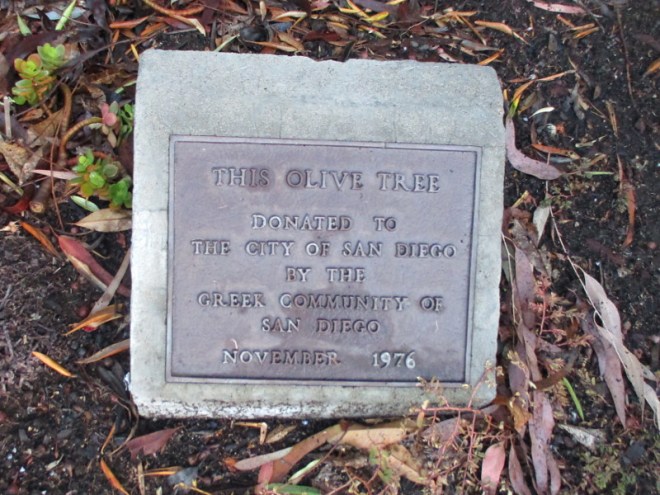 THIS OLIVE TREE
DONATED TO
THE CITY OF SAN DIEGO
BY THE
GREEK COMMUNITY OF
SAN DIEGO
NOVEMBER 1976